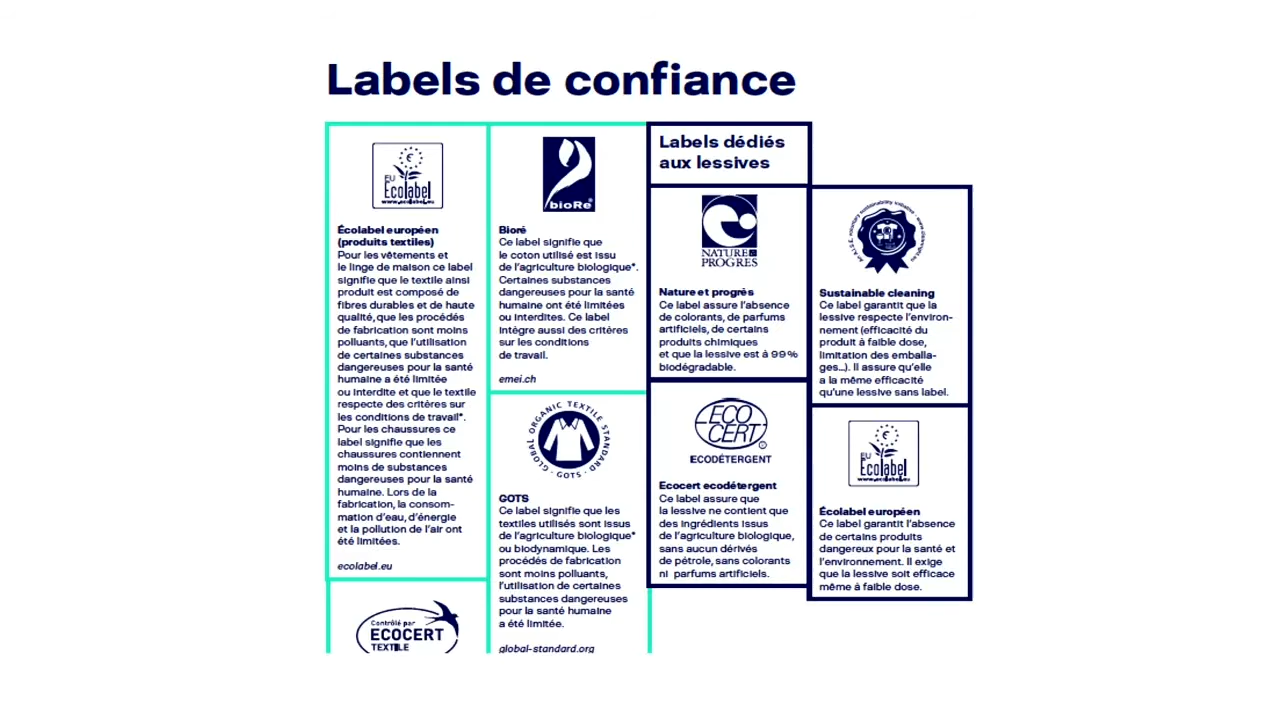 Labels de confiance
EU
Ecolabel
www.ecolabel.eu
Écolabel européen
(produits textiles)
Pour les vêtements et
le linge de maison ce label
signifie que le textile ainsi
produit est composé de
fibres durables et de haute
qualité, que les procédés
de fabrication sont moins
polluants, que l'utilisation
de certaines substances
dangereuses pour la santé
humaine a été limitée
ou interdite et que le textile
respecte des critères sur
les conditions de travail*.
Pour les chaussures ce
label signifie que les
chaussures contiennent
moins de substances
dangereuses pour la santé
humaine. Lors de la
fabrication, la consom-
mation d'eau, d'énergie
et la pollution de l'air ont
été limitées.
ecolabel.eu
Contrôlé par
ECOCERT
TEXTILE
bioRe®
Bioré
Ce label signifie que
le coton utilisé est issu
de l'agriculture biologique*.
Certaines substances
dangereuses pour la santé
humaine ont été limitées
ou interdites. Ce label
intègre aussi des critères
sur les conditions
de travail.
emei.ch
GLOBAL ORGANIC TEXTILE STANDARD
· GOTS ·
GOTS
Ce label signifie que les
textiles utilisés sont issus
de l'agriculture biologique*
ou biodynamique. Les
procédés de fabrication
sont moins polluants,
l'utilisation de certaines
substances dangereuses
pour la santé humaine
a été limitée.
global-standard.org
Labels dédiés
aux lessives
NATURE
PROGRES
Nature et progrès
Ce label assure l'absence
de colorants, de parfums
artificiels, de certains
produits chimiques
et que la lessive est à 99%
biodégradable.
ECO
CERT
ECODÉTERGENT
Ecocert ecodétergent
Ce label assure que
la lessive ne contient que
des ingrédients issus
de l'agriculture biologique,
sans aucun dérivés
de pétrole, sans colorants
ni parfums artificiels.
An A.I.S.E. voluntary sustainability initiative · www.cleanright.eu
Sustainable cleaning
Ce label garantit que la
lessive respecte l'environ-
nement (efficacité du
produit à faible dose,
limitation des emballa-
ges...). Il assure qu'elle
a la même efficacité
qu'une lessive sans label.
EU
Ecolabel
www.ecolabel.eu
Écolabel européen
Ce label garantit l'absence
de certains produits
dangereux pour la santé et
l'environnement. Il exige
que la lessive soit efficace
même à faible dose.